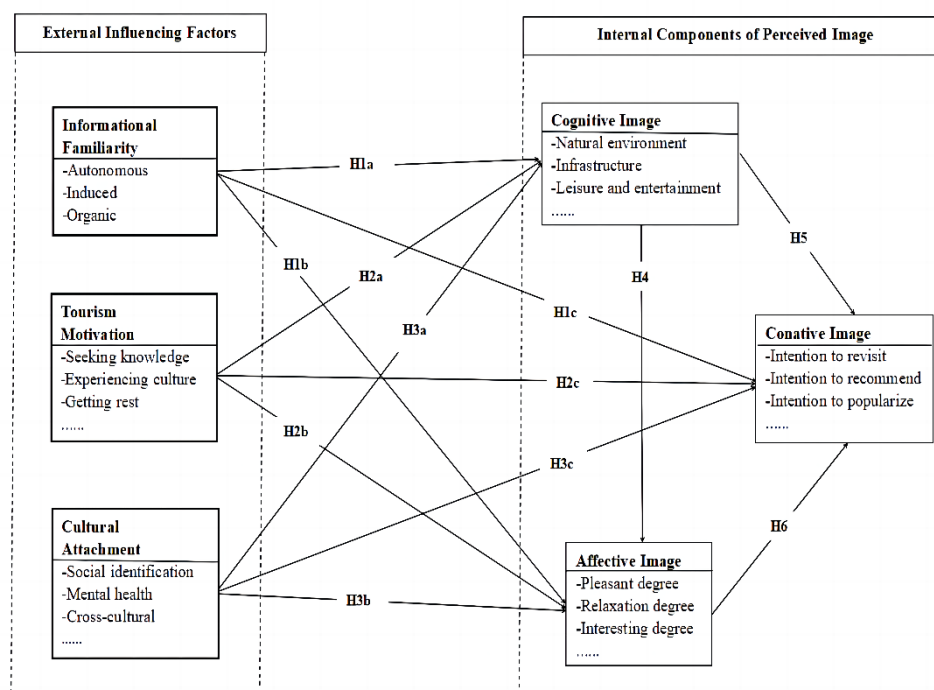 External Influencing Factors
Internal Components of Perceived Image
Informational
Familiarity
-Autonomous
-Induced
-Organic
Tourism
Motivation
-Seeking knowledge
-Experiencing culture
-Getting rest
......
Cultural
Attachment
-Social identification
-Mental health
-Cross-cultural
......
H1a
H1b
H2a
H3a
H1c
H2c
H2b
H3c
H3b
Cognitive Image
-Natural environment
-Infrastructure
-Leisure and entertainment
......
H4
H5
Conative Image
-Intention to revisit
-Intention to recommend
-Intention to popularize
......
H6
Affective Image
-Pleasant degree
-Relaxation degree
-Interesting degree
......